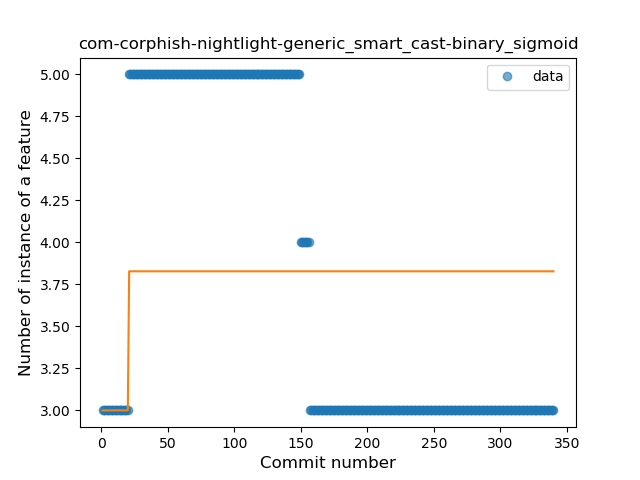 com-corphish-nightlight-generic_smart_cast-binary_sigmoid
data
Number of instance of a feature
5.00
4.75
4.50
4.25
4.00
3.75
3.50
3.25
3.00
0 50 100 150 200 250 300 350
Commit number